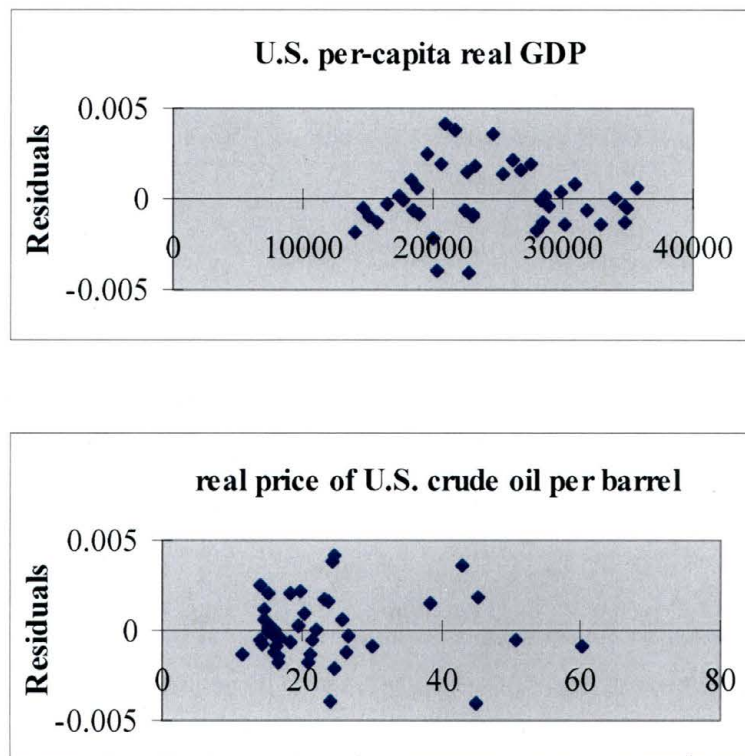 U.S. per-capita real GDP
Residuals
0.005
0
-0.005
0 10000 20000 30000 40000
real price of U.S. crude oil per barrel
Residuals
0.005
0
-0.005
0 20 40 60 80